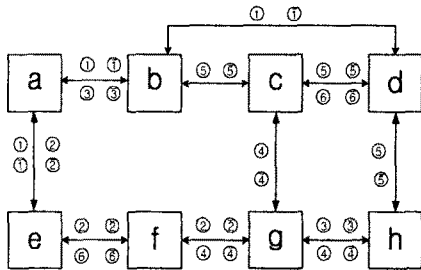 ① ①̄
① ①̄ ⑤ ⑤̄ ⑤ ⑤̄
a b c d
③ ③̄ ⑥ ⑥̄
① ② ④ ⑤
①̄ ②̄ ④̄ ⑤̄
② ②̄ ② ②̄ ③ ③̄
e f g h
⑥ ⑥̄ ④ ④̄ ④ ④̄